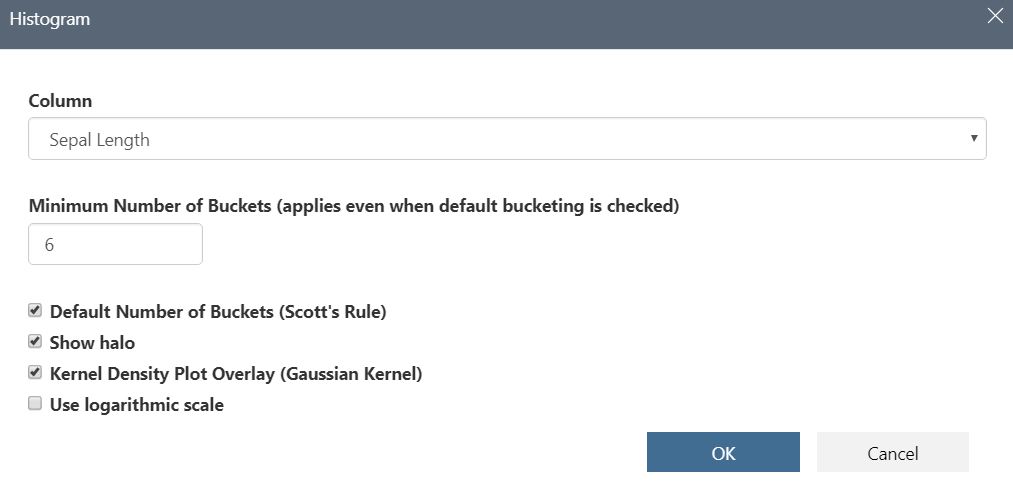 Histogram
Column
Sepal Length
Minimum Number of Buckets (applies even when default bucketing is checked)
6
Default Number of Buckets (Scott's Rule)
Show halo
Kernel Density Plot Overlay (Gaussian Kernel)
Use logarithmic scale
OK Cancel